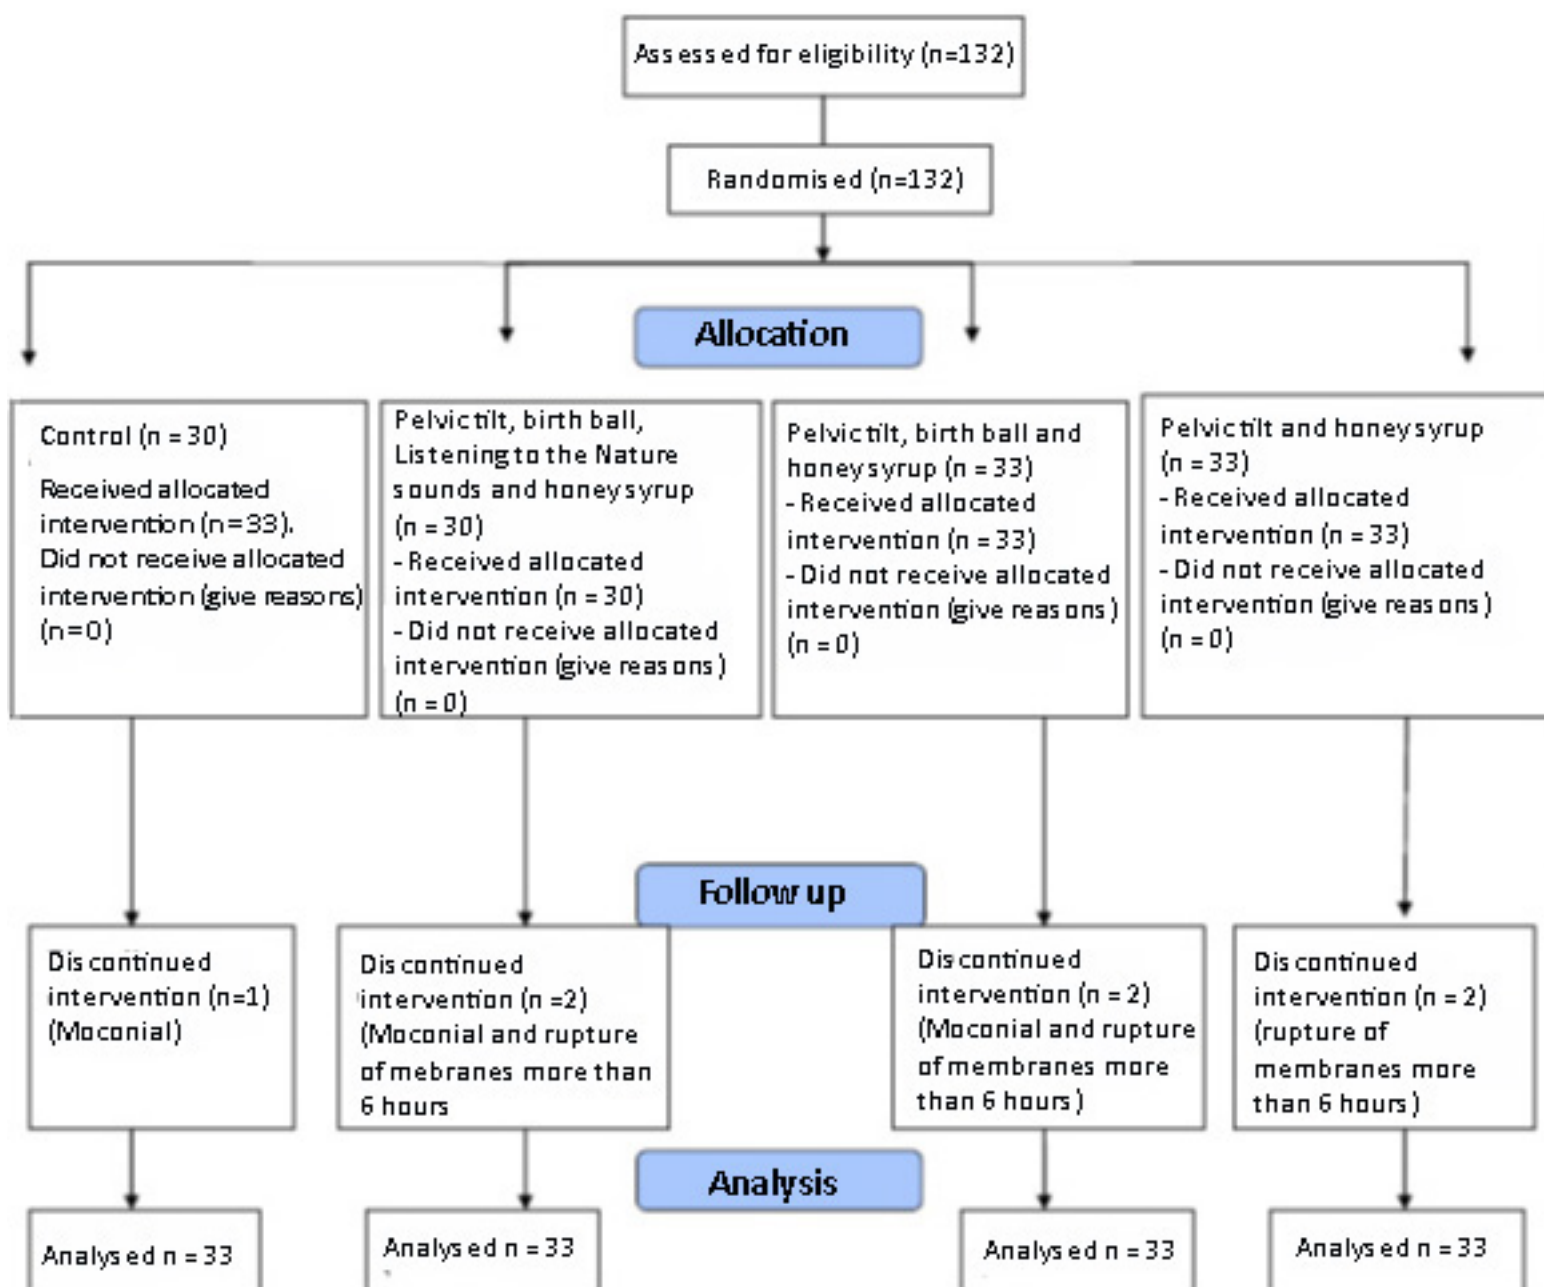 Assessed for eligibility (n=132)
Randomised (n=132)
Allocation
Control (n = 30)
Received allocated
intervention (n=33).
Did not receive allocated
intervention (give reasons)
(n=0)
Pelvic tilt, birth ball,
Listening to the Nature
sounds and honey syrup
(n = 30)
- Received allocated
intervention (n = 30)
- Did not receive allocated
intervention (give reasons)
(n = 0)
Pelvic tilt, birth ball and
honey syrup (n = 33)
- Received allocated
intervention (n = 33)
- Did not receive allocated
intervention (give reasons)
(n = 0)
Pelvic tilt and honey syrup
(n = 33)
- Received allocated
intervention (n = 33)
- Did not receive allocated
intervention (give reasons)
(n = 0)
Follow up
Discontinued
intervention (n=1)
(Moconial)
Discontinued
intervention (n =2)
(Moconial and rupture
of mebranes more than
6 hours
Discontinued
intervention (n = 2)
(Moconial and rupture
of membranes more
than 6 hours)
Discontinued
intervention (n = 2)
(rupture of
membranes more
than 6 hours)
Analysis
Analysed n = 33
Analysed n = 33
Analysed n = 33
Analysed n = 33